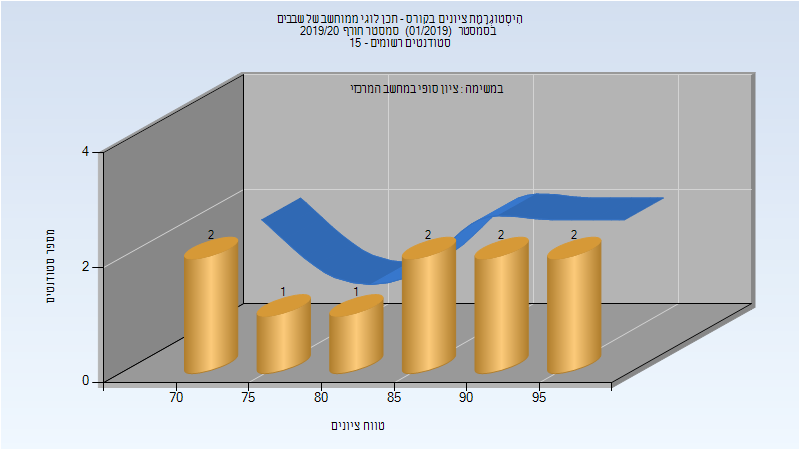 היסטוגרמת ציונים בקורס - תכן לוגי ממוחשב של שבבים
בסמסטר (01/2019) סמסטר חורף 2019/20
סטודנטים רשומים - 15
במשימה : ציון סופי במחשב המרכזי
מספר סטודנטים
4
2
0
2
1
1
2
2
2
70
75
80
85
90
95
טווח ציונים